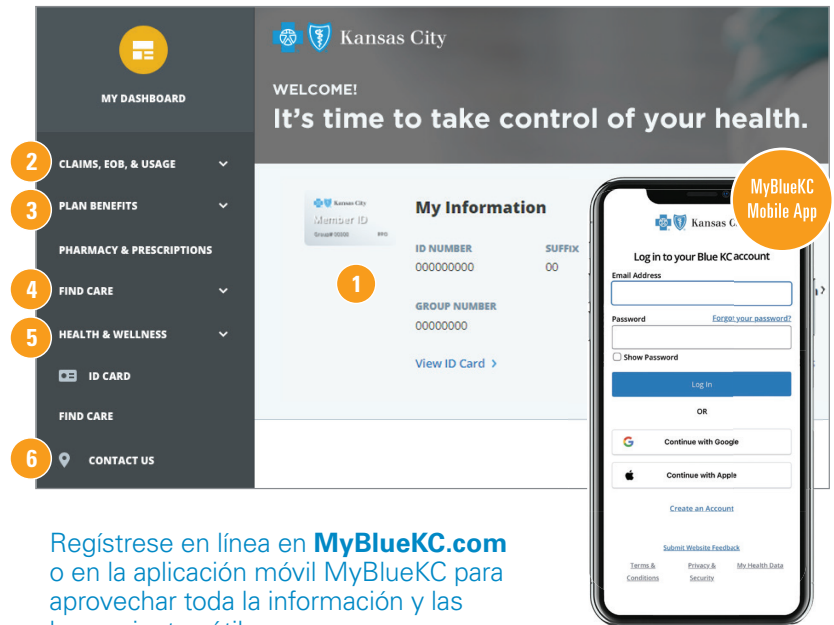 Kansas City
MY DASHBOARD
WELCOME!
It's time to take control of your health.
2 CLAIMS, EOB, & USAGE
3 PLAN BENEFITS
PHARMACY & PRESCRIPTIONS
4 FIND CARE
5 HEALTH & WELLNESS
ID CARD
FIND CARE
6 CONTACT US
Kansas City
Member ID
1
My Information
ID NUMBER SUFFIX
000000000 00
GROUP NUMBER
00000000
View ID Card >
MyBlueKC
Mobile App
Kansas C
Log in to your Blue KC account
Email Address
Password Forgot your password?
Show Password
Log In
OR
Continue with Google
Continue with Apple
Create an Account
Submit Website Feedback
Terms & Privacy & My Health Data
Conditions Security
Regístrese en línea en MyBlueKC.com
o en la aplicación móvil MyBlueKC para
aprovechar toda la información y las